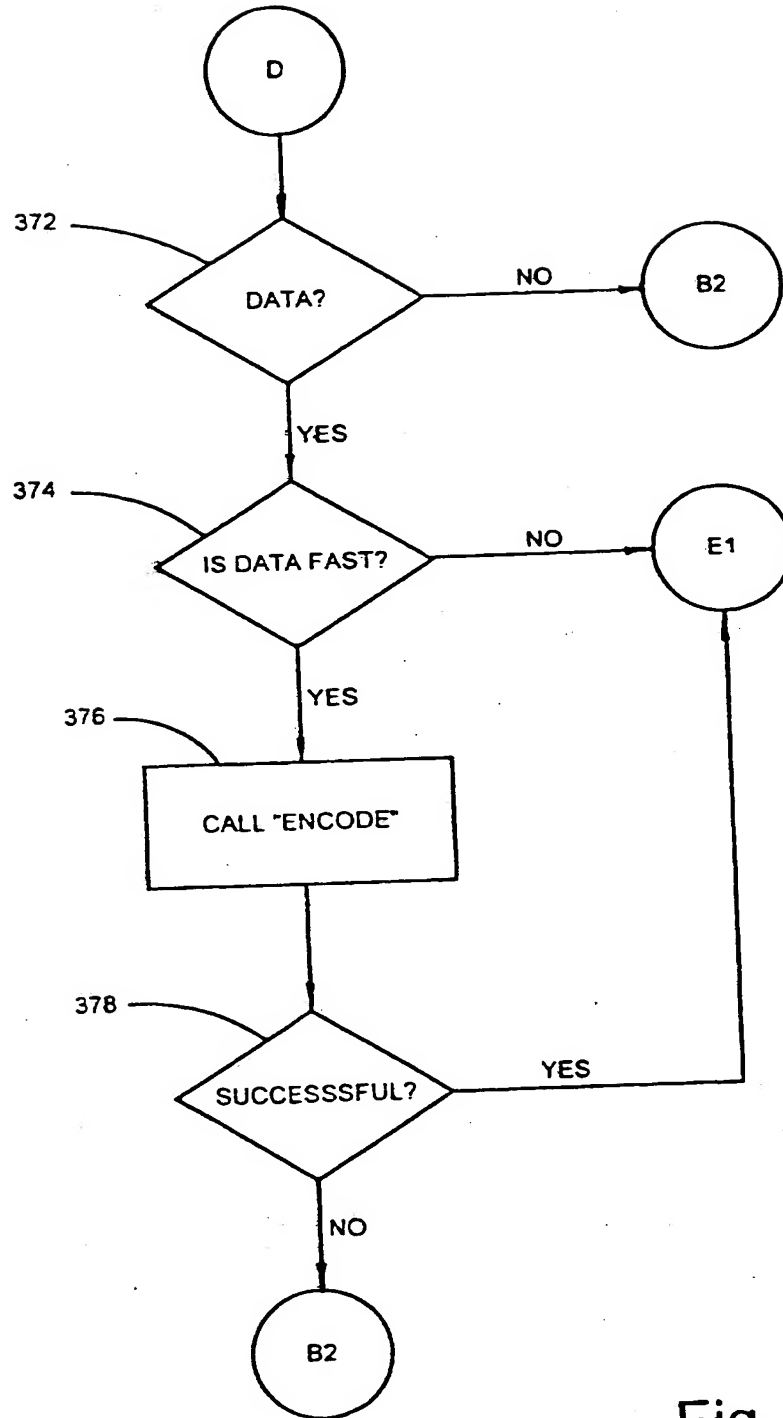 D
372
DATA?
NO
B2
YES
374
IS DATA FAST?
NO
E1
YES
376
CALL "ENCODE"
378
SUCCESSSFUL?
YES
NO
B2
Fig